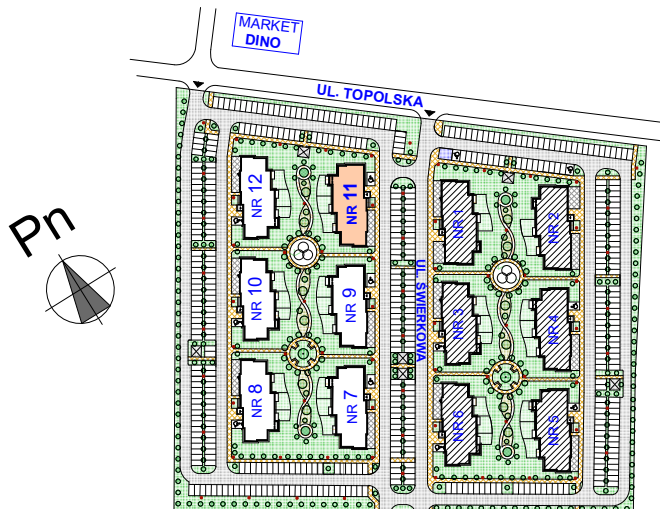 MARKET
DINO
UL. TOPOLSKA
Pn
NR 12
NR 11
NR 1
NR 2
UL. SWIERKOWA
NR 10
NR 9
NR 3
NR 4
NR 8
NR 7
NR 6
NR 5